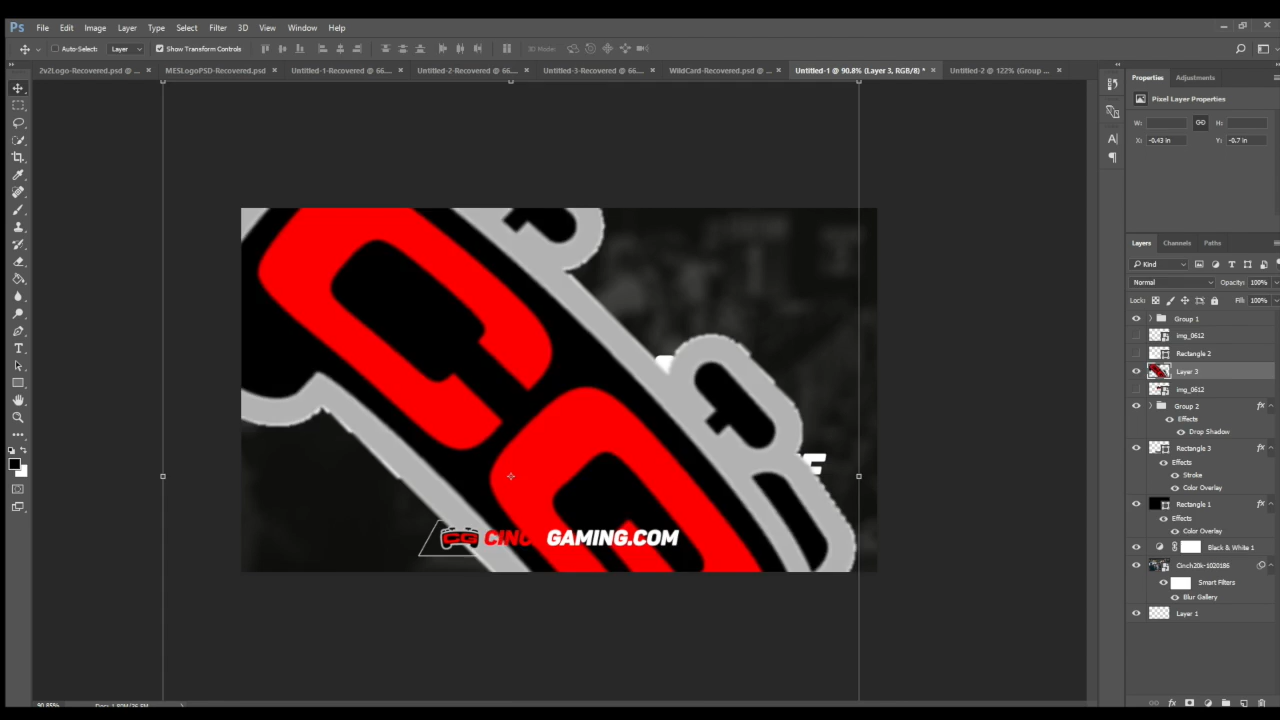 Ps File Edit Image Layer Type Select Filter 3D View Window Help
Auto-Select: Layer Show Transform Controls 3D Mode:
2v2Logo-Recovered.psd @ ... MESLogoPSD-Recovered.psd Untitled-1-Recovered @ 66.... Untitled-2-Recovered @ 66.... Untitled-3-Recovered @ 66.... WildCard-Recovered.psd @ ... Untitled-1 @ 90.8% (Layer 3, RGB/8) * Untitled-2 @ 122% (Group ...
Properties Adjustments
Pixel Layer Properties
W: H:
X: -0.43 in Y: -0.7 in
CG
GAMING.COM
Layers Channels Paths
Kind
Normal Opacity: 100%
Lock: Fill: 100%
Group 1
img_0612
Rectangle 2
Layer 3
img_0612
Group 2 fx
Effects
Drop Shadow
Rectangle 3 fx
Effects
Stroke
Color Overlay
Rectangle 1 fx
Effects
Color Overlay
Black & White 1
Cinch20k-1020186
Smart Filters
Blur Gallery
Layer 1